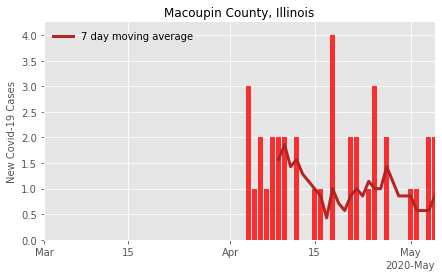 Macoupin County, Illinois
7 day moving average
New Covid-19 Cases
4.0
3.5
3.0
2.5
2.0
1.5
1.0
0.5
0.0
Mar
15
Apr
15
May
2020-May